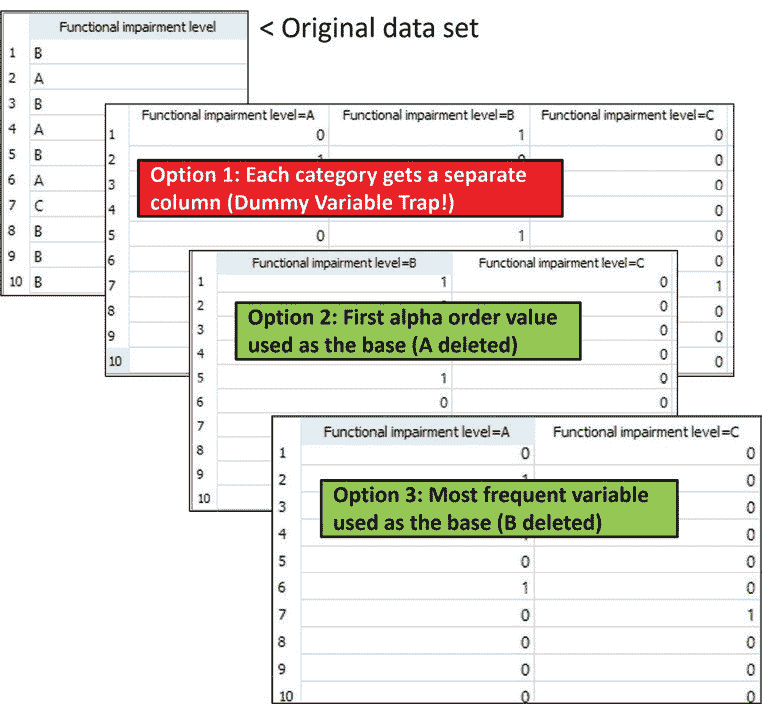 Functional impairment level
< Original data set
1 B
2 A
3 B
4 A
5 B
6 A
7 C
8 B
9 B
10 B
Functional impairment level=A Functional impairment level=B Functional impairment level=C
1 0 1 0
2 0
3 0
4 0
5 0 1 0
6 0
7 1
8 0
9 0
10 0
Option 1: Each category gets a separate
column (Dummy Variable Trap!)
Functional impairment level=B Functional impairment level=C
1 1 0
2
3 0
4 0
5 1 0
6 0 0
7
8
9
10
Option 2: First alpha order value
used as the base (A deleted)
Functional impairment level=A Functional impairment level=C
1 0 0
2 0
3 0
4 0
5 0 0
6 1 0
7 0 1
8 0 0
9 0 0
10 0 0
Option 3: Most frequent variable
used as the base (B deleted)